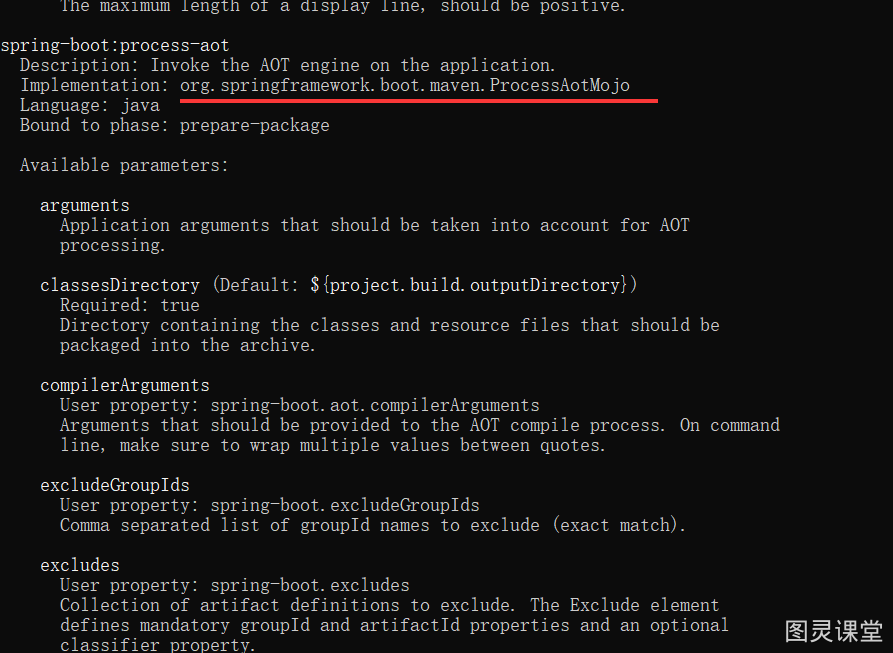 The maximum length of a display line, should be positive.
spring-boot:process-aot
Description: Invoke the AOT engine on the application.
Implementation: org.springframework.boot.maven.ProcessAotMojo
Language: java
Bound to phase: prepare-package
Available parameters:
arguments
Application arguments that should be taken into account for AOT
processing.
classesDirectory (Default: ${project.build.outputDirectory})
Required: true
Directory containing the classes and resource files that should be
packaged into the archive.
compilerArguments
User property: spring-boot.aot.compilerArguments
Arguments that should be provided to the AOT compile process. On command
line, make sure to wrap multiple values between quotes.
excludeGroupIds
User property: spring-boot.excludeGroupIds
Comma separated list of groupId names to exclude (exact match).
excludes
User property: spring-boot.excludes
Collection of artifact definitions to exclude. The Exclude element
defines mandatory groupId and artifactId properties and an optional
classifier property.
图灵课堂